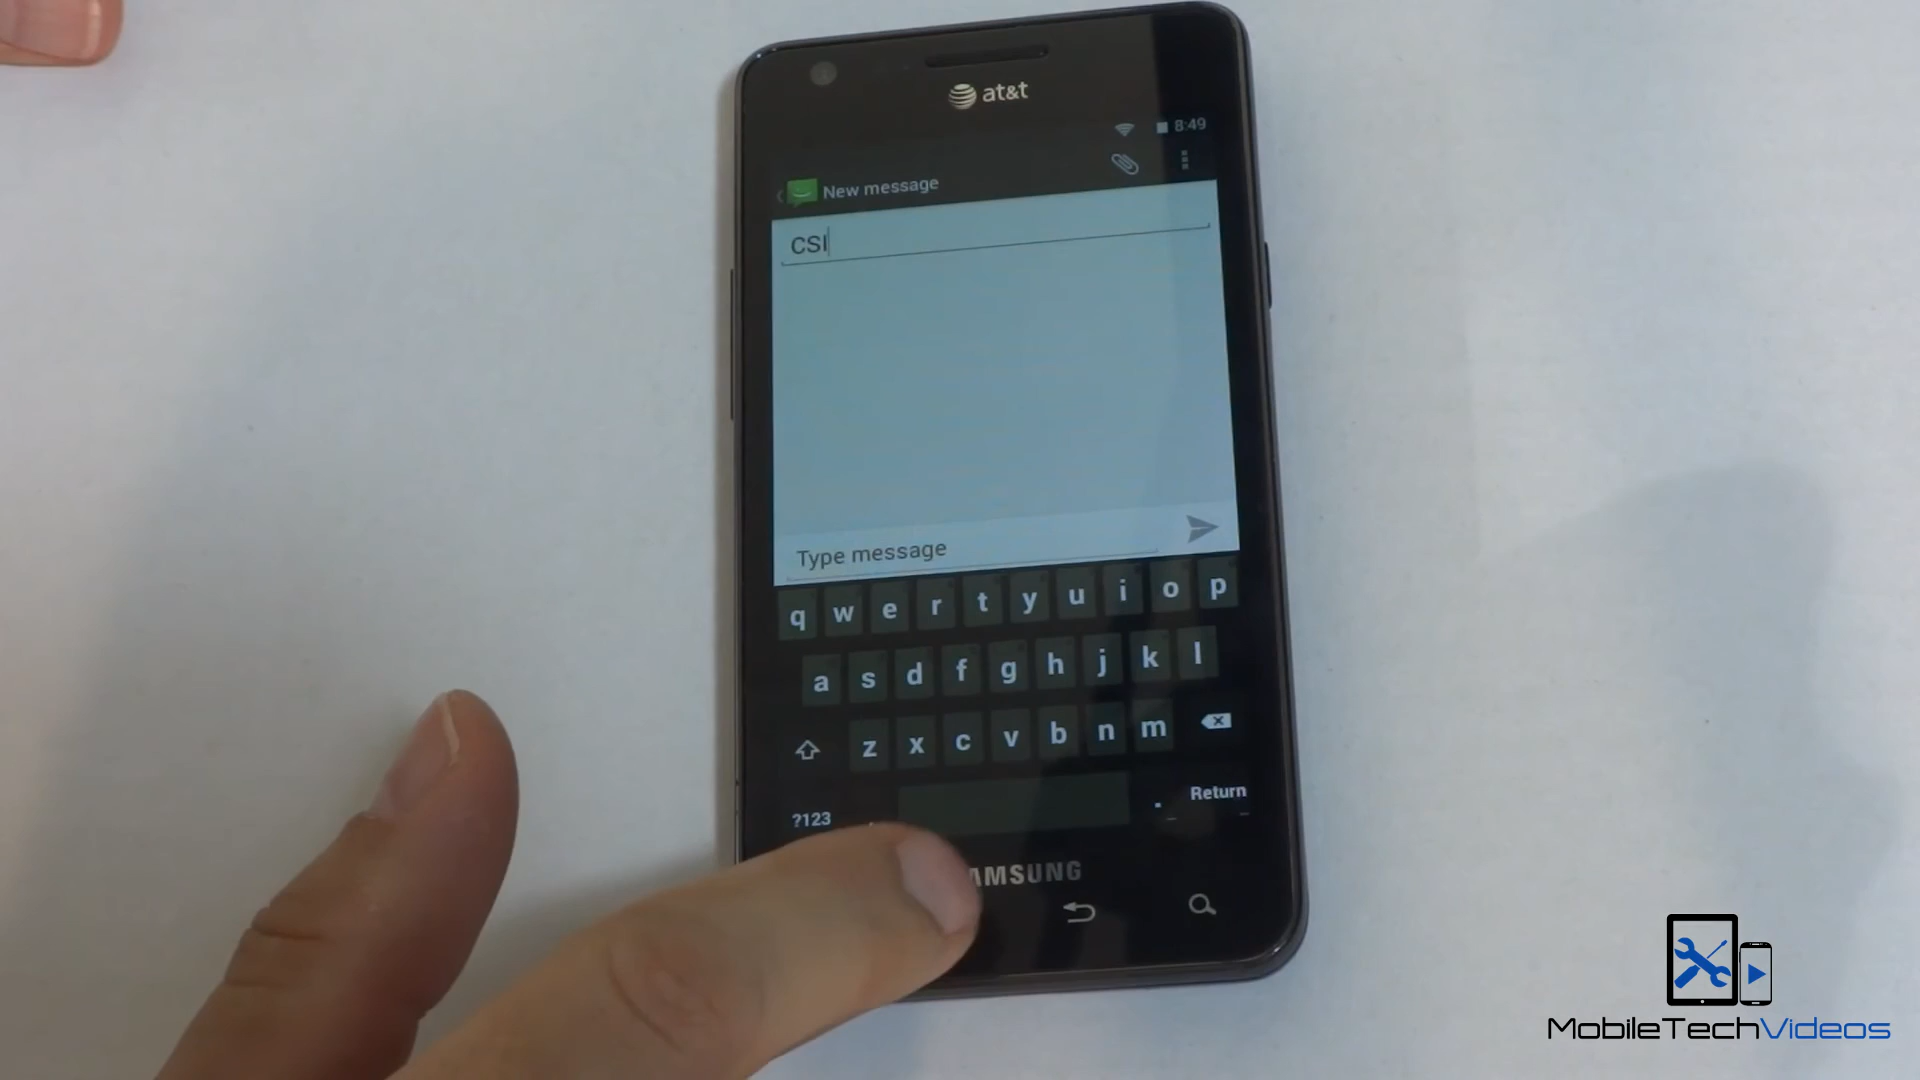 at&t
8:49
New message
CSI
Type message
q w e r t y u i o p
a s d f g h j k l
z x c v b n m
?123 . Return
AMSUNG
MobileTechVideos